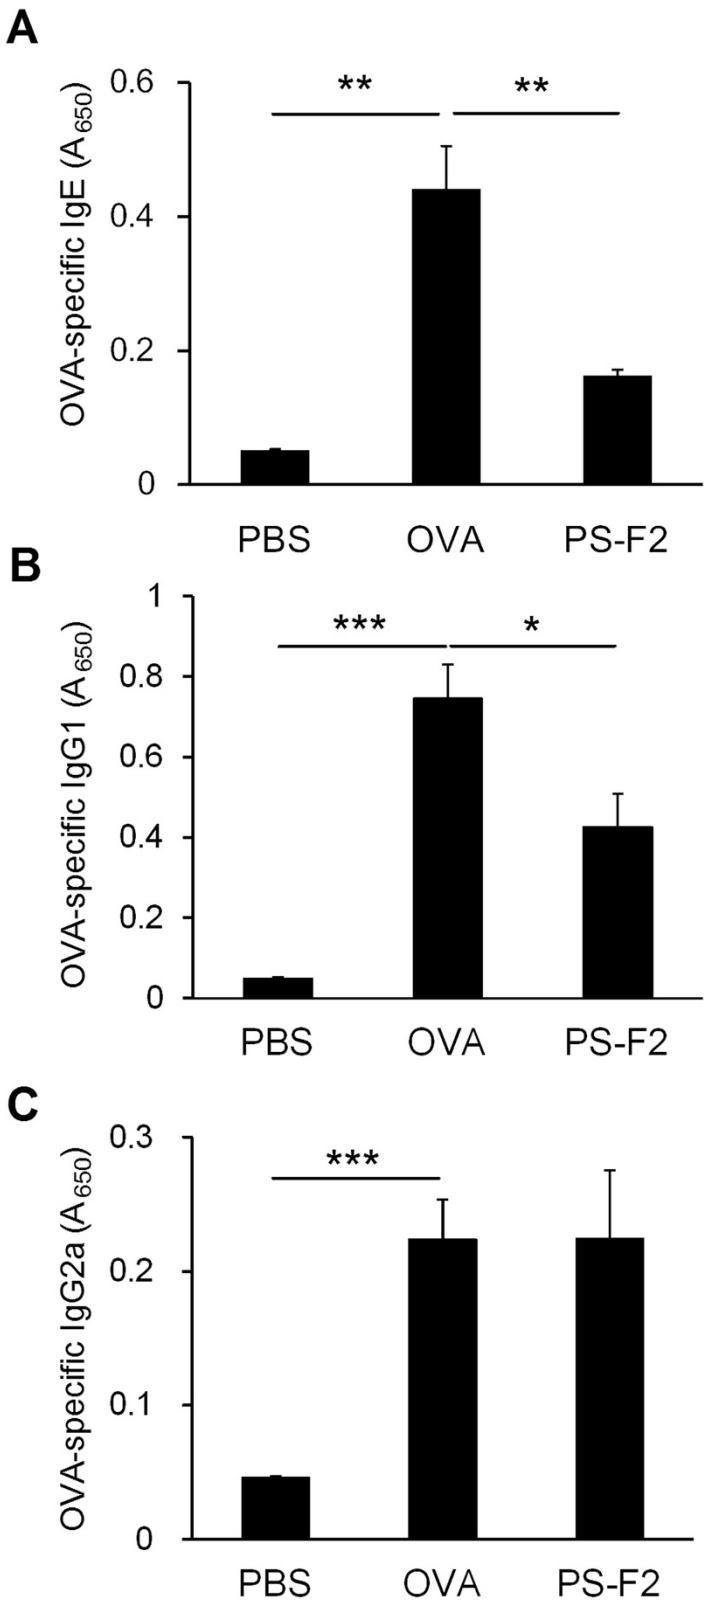 A
OVA-specific IgE (A650)
0.6
0.4
0.2
0
** **
PBS OVA PS-F2
B
OVA-specific IgG1 (A650)
1
0.8
0.6
0.4
0.2
0
*** *
PBS OVA PS-F2
C
OVA-specific IgG2a (A650)
0.3
0.2
0.1
0
***
PBS OVA PS-F2